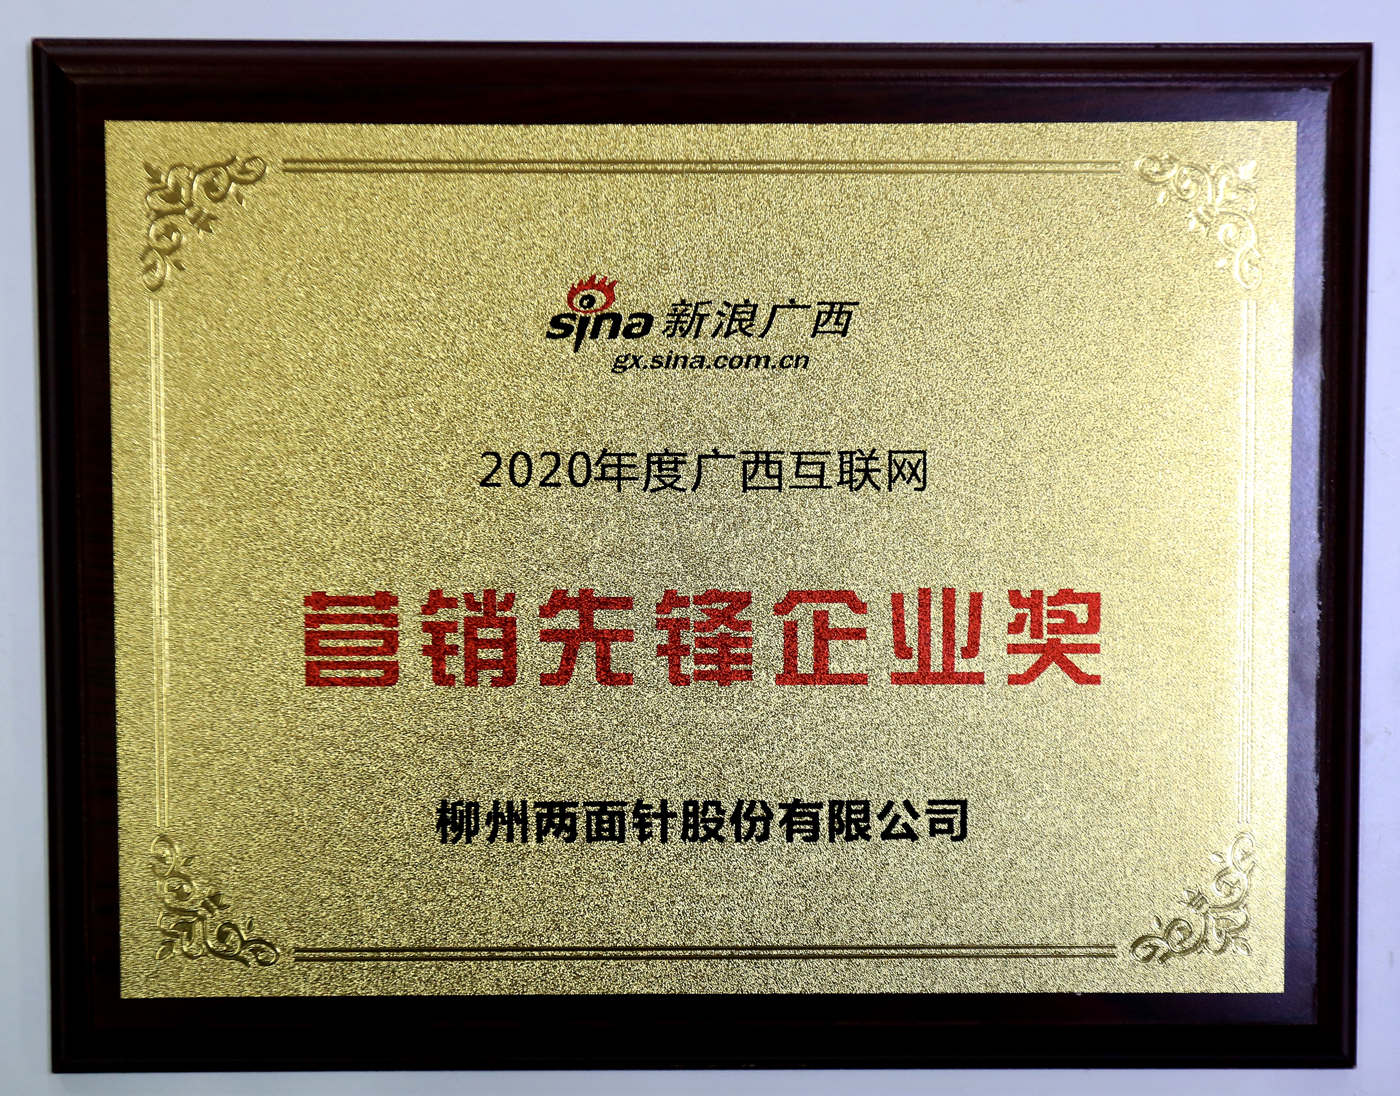 sina新浪广西
gx.sina.com.cn
2020年度广西互联网
营销先锋企业奖
柳州两面针股份有限公司